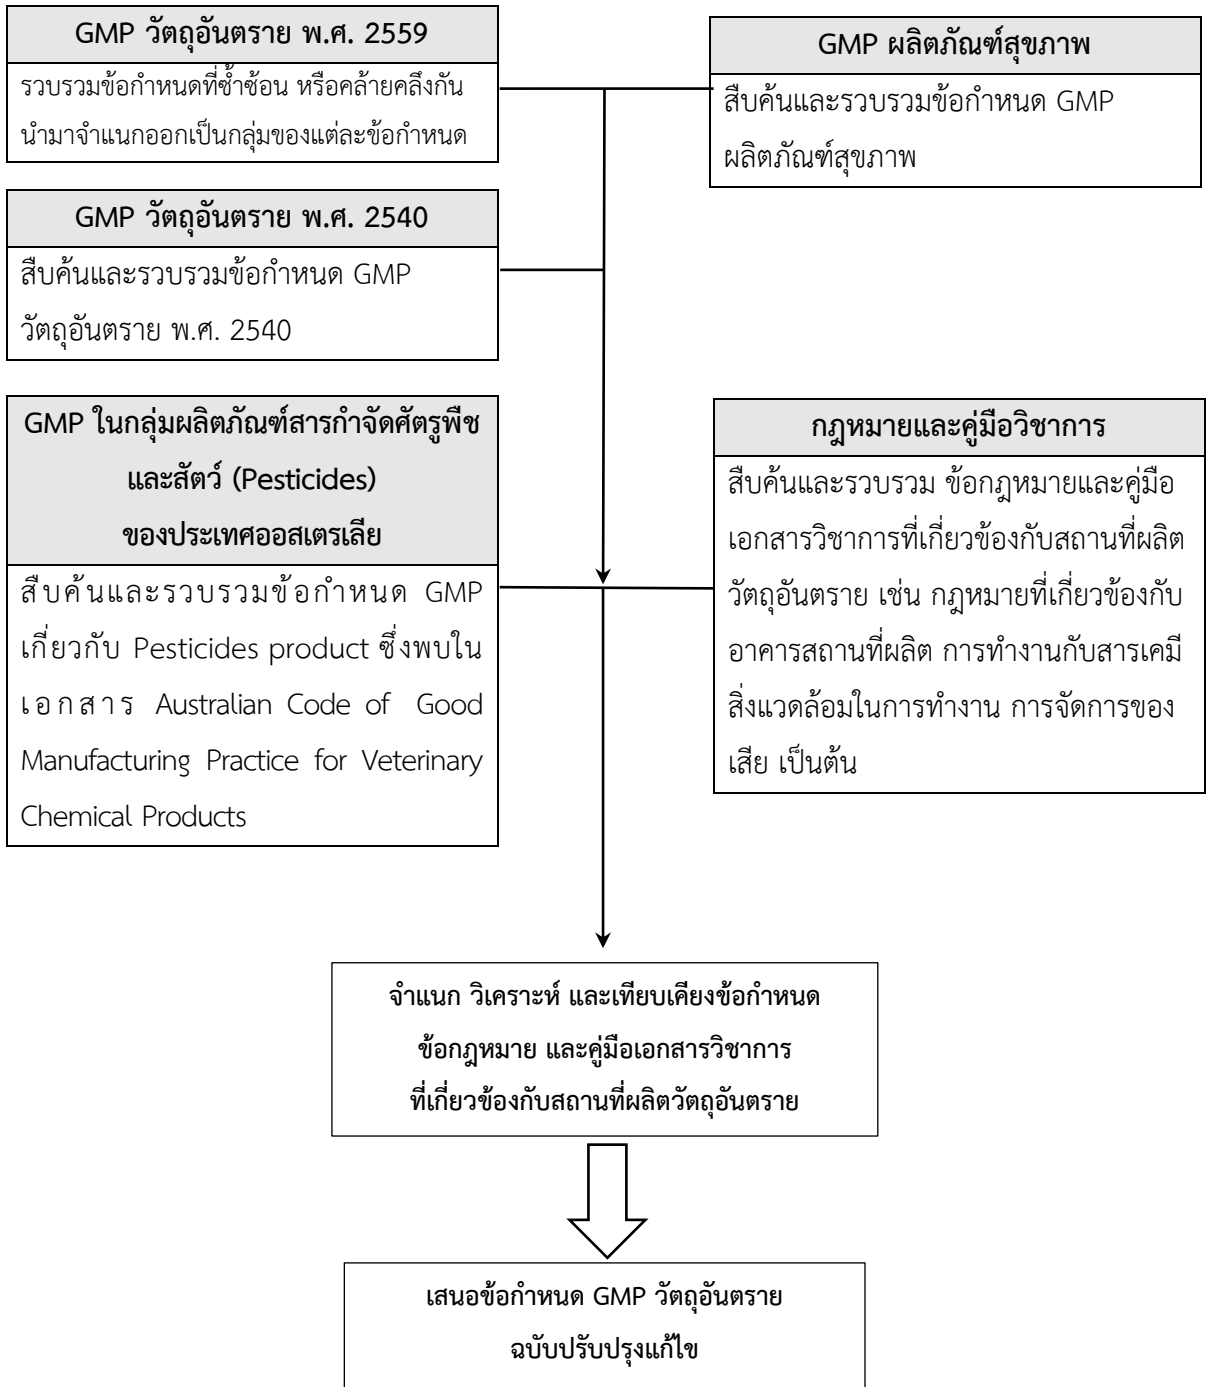 GMP วัตถุอันตราย พ.ศ. 2559
รวบรวมข้อกำหนดที่ซ้ำซ้อน หรือคล้ายคลึงกัน
นำมาจำแนกออกเป็นกลุ่มของแต่ละข้อกำหนด
GMP ผลิตภัณฑ์สุขภาพ
สืบค้นและรวบรวมข้อกำหนด GMP
ผลิตภัณฑ์สุขภาพ
GMP วัตถุอันตราย พ.ศ. 2540
สืบค้นและรวบรวมข้อกำหนด GMP
วัตถุอันตราย พ.ศ. 2540
GMP ในกลุ่มผลิตภัณฑ์สารกำจัดศัตรูพืช
และสัตว์ (Pesticides)
ของประเทศออสเตรเลีย
สืบค้นและรวบรวมข้อกำหนด GMP
เกี่ยวกับ Pesticides product ซึ่งพบใน
เอกสาร Australian Code of Good
Manufacturing Practice for Veterinary
Chemical Products
กฎหมายและคู่มือวิชาการ
สืบค้นและรวบรวม ข้อกฎหมายและคู่มือ
เอกสารวิชาการที่เกี่ยวข้องกับสถานที่ผลิต
วัตถุอันตราย เช่น กฎหมายที่เกี่ยวข้องกับ
อาคารสถานที่ผลิต การทำงานกับสารเคมี
สิ่งแวดล้อมในการทำงาน การจัดการของ
เสีย เป็นต้น
จำแนก วิเคราะห์ และเทียบเคียงข้อกำหนด
ข้อกฎหมาย และคู่มือเอกสารวิชาการ
ที่เกี่ยวข้องกับสถานที่ผลิตวัตถุอันตราย
เสนอข้อกำหนด GMP วัตถุอันตราย
ฉบับปรับปรุงแก้ไข